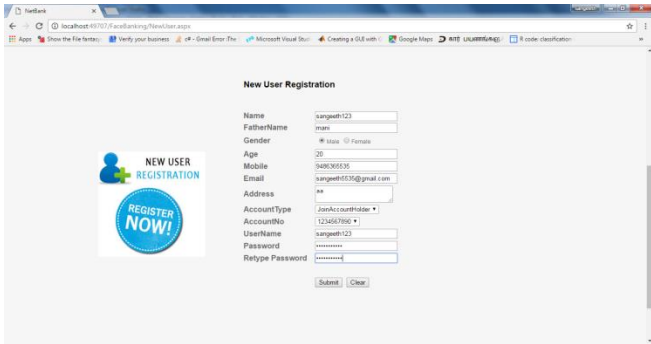 NetBank
localhost:49707/FaceBanking/NewUser.aspx
Apps Show the File fantasy Verify your business c# - Gmail Error :The Microsoft Visual Stud Creating a GUI with Google Maps R code: classification
New User Registration
Name sangeeth123
FatherName mani
Gender Male Female
Age 20
Mobile 9486365535
Email sangeeth5535@gmail.com
Address **
AccountType JoinAccountHolder
AccountNo 1234567890
UserName sangeeth123
Password
Retype Password
Submit Clear
NEW USER
REGISTRATION
REGISTER
NOW!